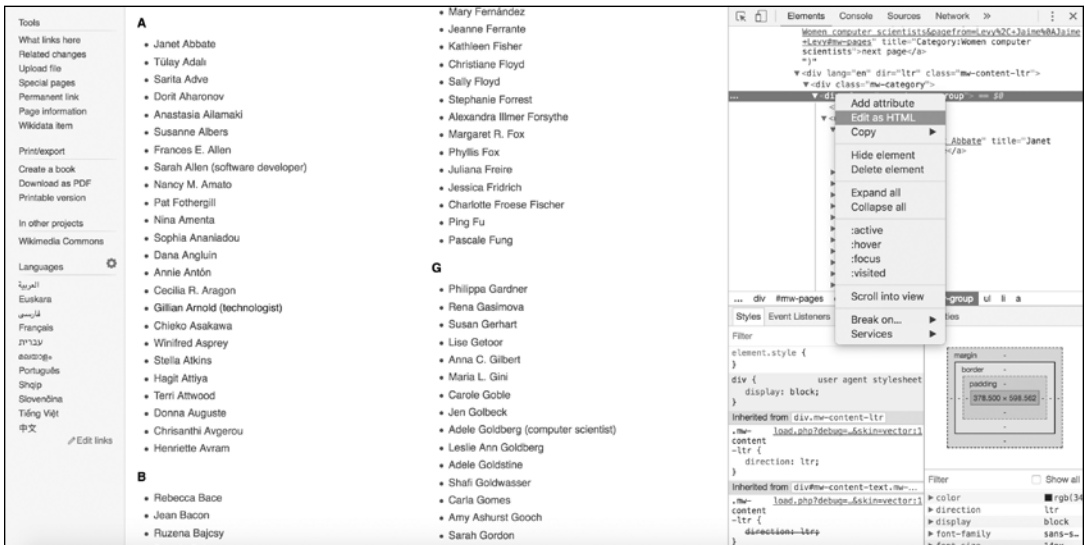 Tools
What links here
Related changes
Upload file
Special pages
Permanent link
Page information
Wikidata item
Print/export
Create a book
Download as PDF
Printable version
In other projects
Wikimedia Commons
Languages
العربية
Euskara
فارسی
Français
עברית
മലയാളം
Português
Shqip
Slovenčina
Tiếng Việt
中文
Edit links
A
• Janet Abbate
• Tülay Adalı
• Sarita Adve
• Dorit Aharonov
• Anastasia Ailamaki
• Susanne Albers
• Frances E. Allen
• Sarah Allen (software developer)
• Nancy M. Amato
• Pat Fothergill
• Nina Amenta
• Sophia Ananiadou
• Dana Angluin
• Annie Antón
• Cecilia R. Aragon
• Gillian Arnold (technologist)
• Chieko Asakawa
• Winifred Asprey
• Stella Atkins
• Hagit Attiya
• Terri Attwood
• Donna Auguste
• Chrisanthi Avgerou
• Henriette Avram
B
• Rebecca Bace
• Jean Bacon
• Ruzena Bajcsy
• Mary Fernández
• Jeanne Ferrante
• Kathleen Fisher
• Christiane Floyd
• Sally Floyd
• Stephanie Forrest
• Alexandra Illmer Forsythe
• Margaret R. Fox
• Phyllis Fox
• Juliana Freire
• Jessica Fridrich
• Charlotte Froese Fischer
• Ping Fu
• Pascale Fung
G
• Philippa Gardner
• Rena Gasimova
• Susan Gerhart
• Lise Getoor
• Anna C. Gilbert
• Maria L. Gini
• Carole Goble
• Jen Golbeck
• Adele Goldberg (computer scientist)
• Leslie Ann Goldberg
• Adele Goldstine
• Shafi Goldwasser
• Carla Gomes
• Amy Ashurst Gooch
• Sarah Gordon
Elements Console Sources Network »
Women_computer_scientists&pagefrom=Levy%2C+Jaime%0AJaime
+Levy#mw-pages" title="Category:Women computer
scientists">next page</a>
")"
▼<div lang="en" dir="ltr" class="mw-content-ltr">
▼<div class="mw-category">
... ▼<di group"> == $0
Abbate" title="Janet
</a>
Add attribute
Edit as HTML
Copy
Hide element
Delete element
Expand all
Collapse all
:active
:hover
:focus
:visited
Scroll into view
Break on...
Services
... div #mw-pages -group ul li a
Styles Event Listeners ties
Filter
element.style {
}
div { user agent stylesheet
display: block;
}
Inherited from div.mw-content-ltr
.mw- load.php?debug=…&skin=vector:1
content
-ltr {
direction: ltr;
}
Inherited from div#mw-content-text.mw-...
.mw- load.php?debug=…&skin=vector:1
content
-ltr {
direction: ltr;
}
margin -
border -
padding -
378.500 × 598.562
Filter Show all
▶ color rgb(34
▶ direction ltr
▶ display block
▶ font-family sans-s…